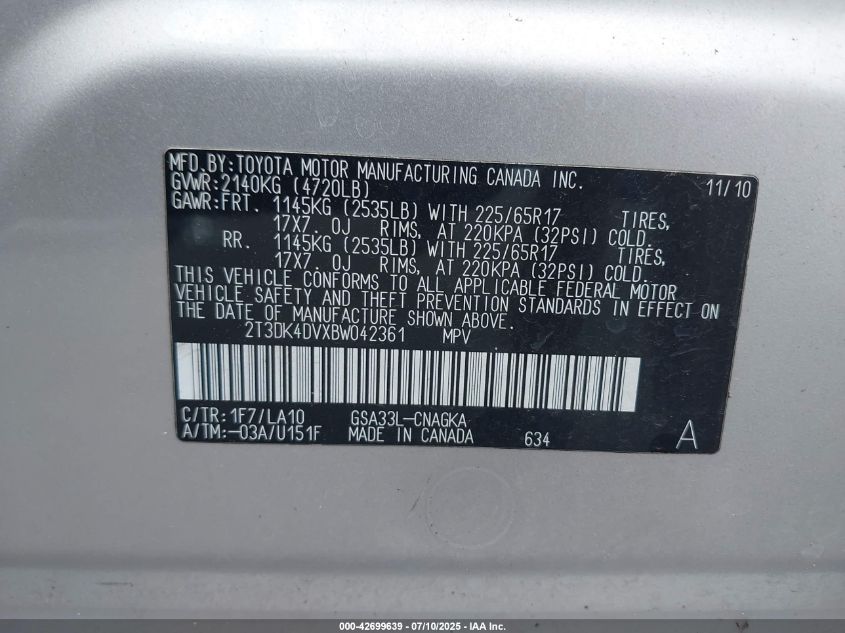 MFD.BY:TOYOTA MOTOR MANUFACTURING CANADA INC. 11/10
GVWR:2140KG (4720LB)
GAWR:FRT. 1145KG (2535LB) WITH 225/65R17 TIRES,
17X7. 0J RIMS, AT 220KPA (32PSI) COLD.
RR. 1145KG (2535LB) WITH 225/65R17 TIRES,
17X7. 0J RIMS, AT 220KPA (32PSI) COLD.
THIS VEHICLE CONFORMS TO ALL APPLICABLE FEDERAL MOTOR
VEHICLE SAFETY AND THEFT PREVENTION STANDARDS IN EFFECT ON
THE DATE OF MANUFACTURE SHOWN ABOVE.
2T3DK4DVXBW042361 MPV
C/TR:1F7/LA10 GSA33L-CNAGKA
A/TM:-03A/U151F MADE IN CANADA 634 A
000-42699639 / 07/10/2025 - IAA Inc.